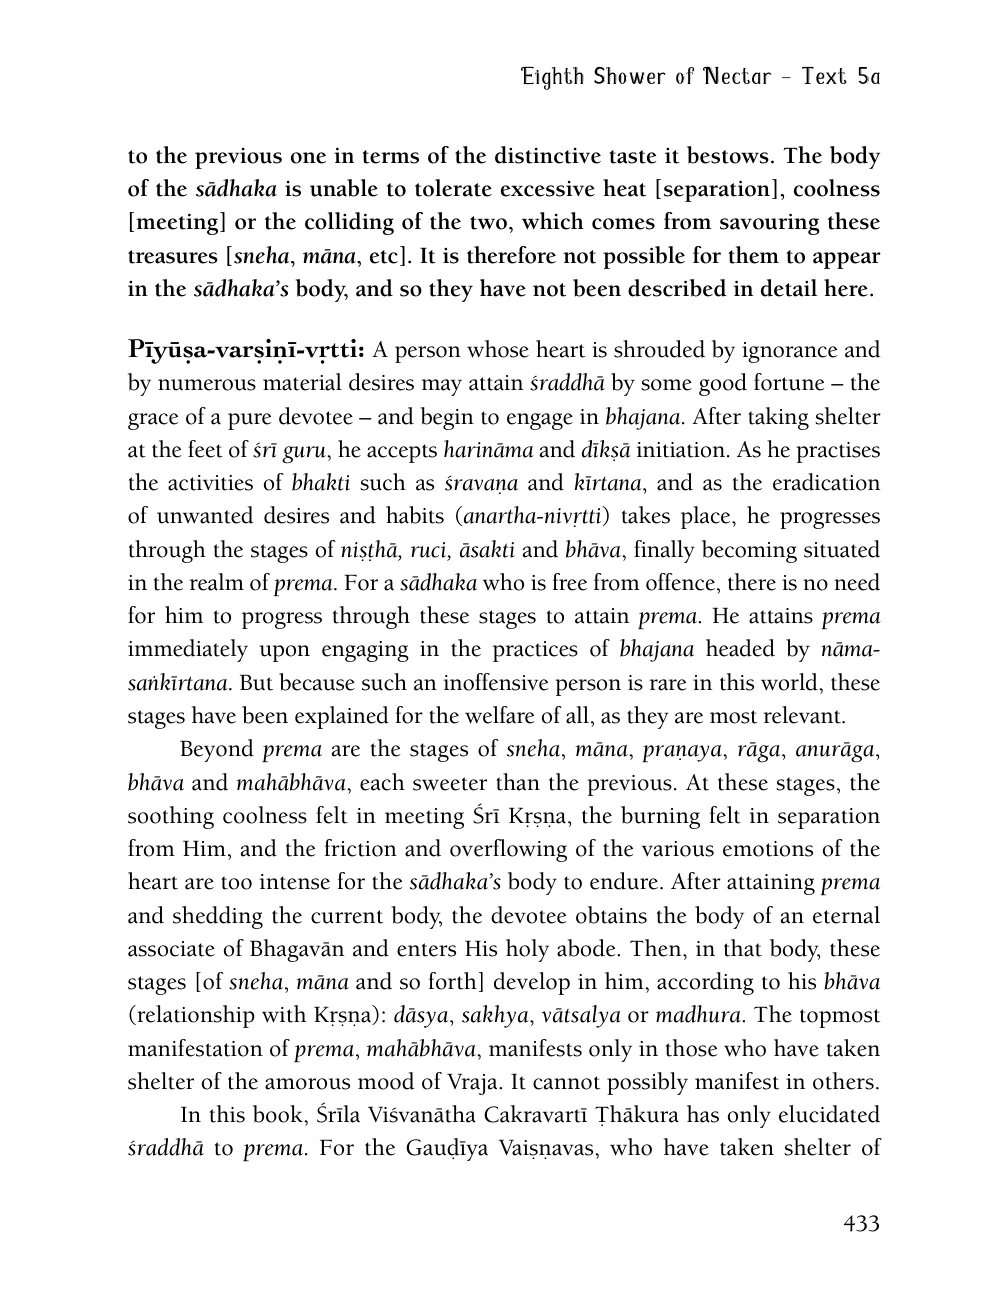 Eighth Shower of Nectar – Text 5a
to the previous one in terms of the distinctive taste it bestows. The body
of the sādhaka is unable to tolerate excessive heat [separation], coolness
[meeting] or the colliding of the two, which comes from savouring these
treasures [sneha, māna, etc]. It is therefore not possible for them to appear
in the sādhaka’s body, and so they have not been described in detail here.
Pīyūṣa-varṣiṇī-vṛtti: A person whose heart is shrouded by ignorance and
by numerous material desires may attain śraddhā by some good fortune – the
grace of a pure devotee – and begin to engage in bhajana. After taking shelter
at the feet of śrī guru, he accepts harināma and dīkṣā initiation. As he practises
the activities of bhakti such as śravaṇa and kīrtana, and as the eradication
of unwanted desires and habits (anartha-nivṛtti) takes place, he progresses
through the stages of niṣṭhā, ruci, āsakti and bhāva, finally becoming situated
in the realm of prema. For a sādhaka who is free from offence, there is no need
for him to progress through these stages to attain prema. He attains prema
immediately upon engaging in the practices of bhajana headed by nāma-
saṅkīrtana. But because such an inoffensive person is rare in this world, these
stages have been explained for the welfare of all, as they are most relevant.
Beyond prema are the stages of sneha, māna, praṇaya, rāga, anurāga,
bhāva and mahābhāva, each sweeter than the previous. At these stages, the
soothing coolness felt in meeting Śrī Kṛṣṇa, the burning felt in separation
from Him, and the friction and overflowing of the various emotions of the
heart are too intense for the sādhaka’s body to endure. After attaining prema
and shedding the current body, the devotee obtains the body of an eternal
associate of Bhagavān and enters His holy abode. Then, in that body, these
stages [of sneha, māna and so forth] develop in him, according to his bhāva
(relationship with Kṛṣṇa): dāsya, sakhya, vātsalya or madhura. The topmost
manifestation of prema, mahābhāva, manifests only in those who have taken
shelter of the amorous mood of Vraja. It cannot possibly manifest in others.
In this book, Śrīla Viśvanātha Cakravartī Ṭhākura has only elucidated
śraddhā to prema. For the Gauḍīya Vaiṣṇavas, who have taken shelter of
433